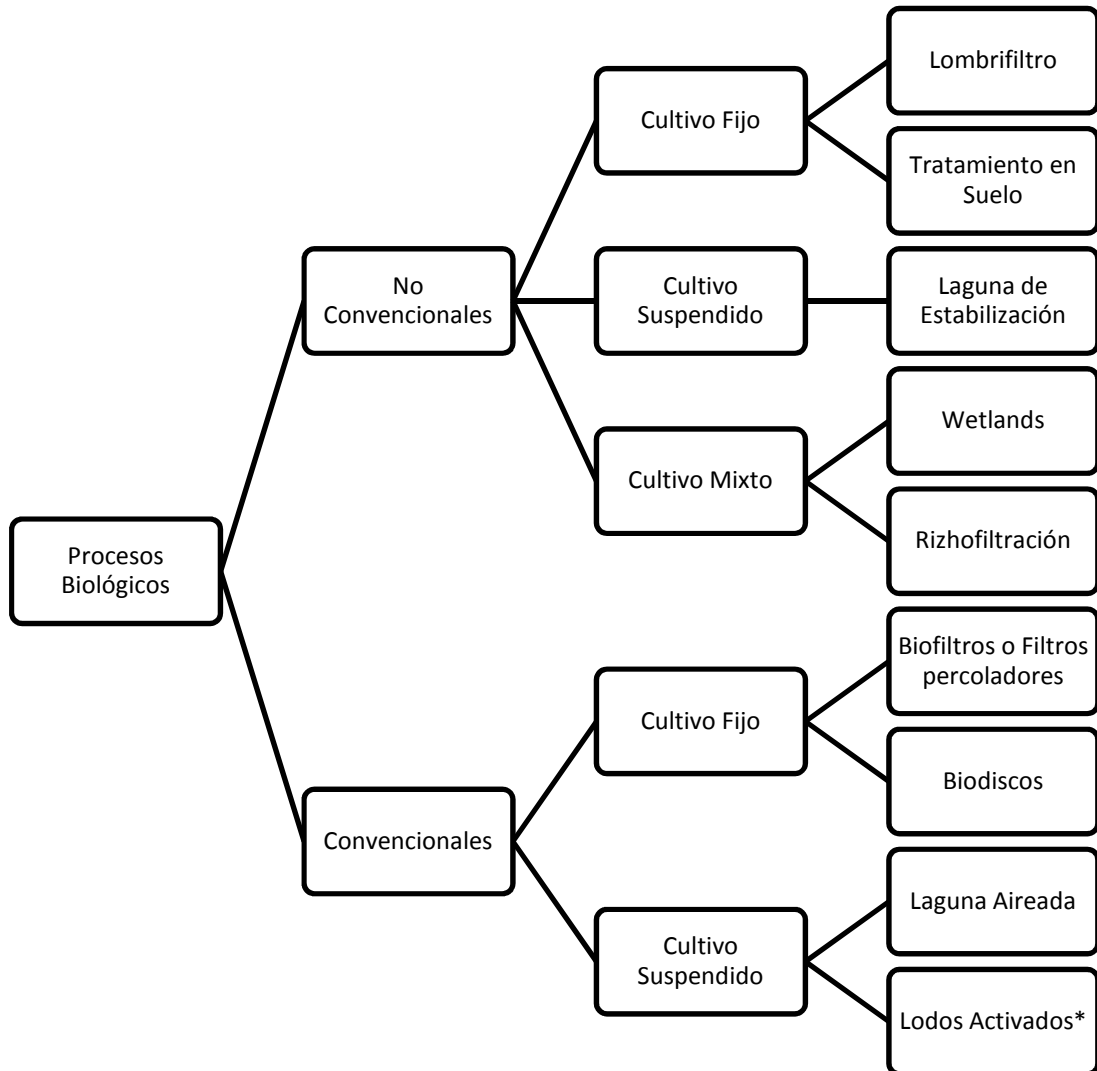 Procesos
Biológicos
No
Convencionales
Cultivo Fijo
Lombrifiltro
Tratamiento en
Suelo
Cultivo
Suspendido
Laguna de
Estabilización
Cultivo Mixto
Wetlands
Rizhofiltración
Convencionales
Cultivo Fijo
Biofiltros o Filtros
percoladores
Biodiscos
Cultivo
Suspendido
Laguna Aireada
Lodos Activados*